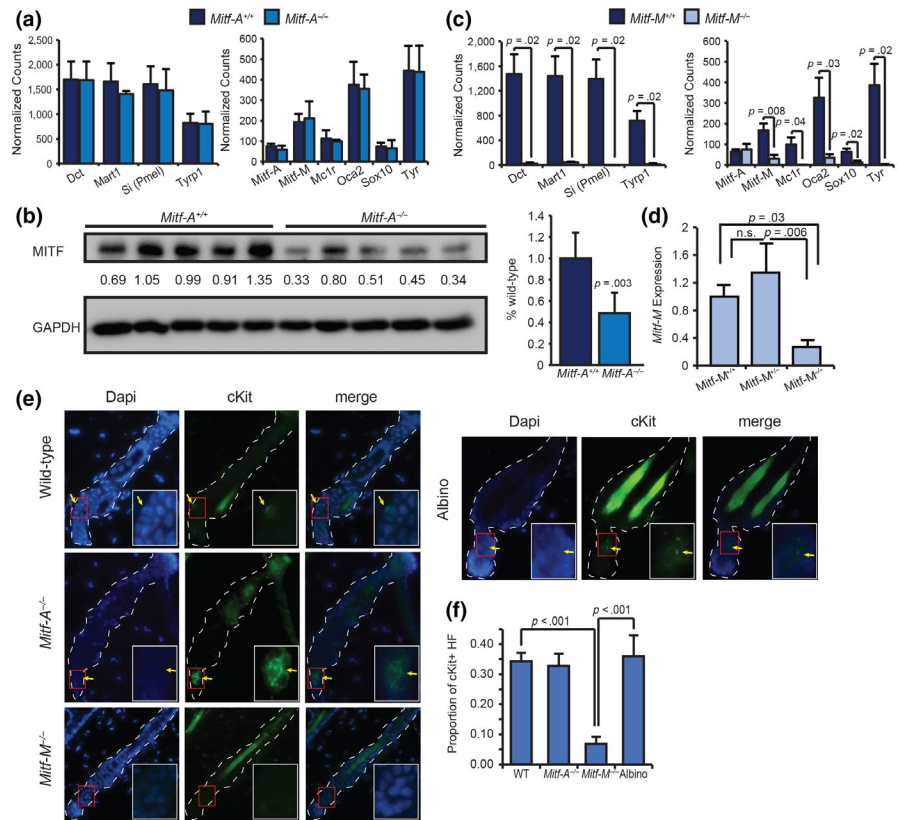 (a)
Mitf-A+/+ Mitf-A−/−
Normalized Counts
2,500
2,000
1,500
1,000
500
0
Dct Mart1 Si (Pmel) Tyrp1
Normalized Counts
600
500
400
300
200
100
0
Mitf-A Mitf-M Mc1r Oca2 Sox10 Tyr
(c)
Mitf-M+/+ Mitf-M−/−
Normalized Counts
2,000
1,600
1,200
800
400
0
p = .02 p = .02 p = .02
p = .02
Dct Mart1 Si (Pmel) Tyrp1
Normalized Counts
600
500
400
300
200
100
0
p = .02
p = .03
p = .008
p = .04
p = .02
Mitf-A Mitf-M Mc1r Oca2 Sox10 Tyr
(b)
Mitf-A+/+ Mitf-A−/−
MITF
0.69 1.05 0.99 0.91 1.35 0.33 0.80 0.51 0.45 0.34
GAPDH
% wild-type
1.4
1.2
1.0
0.8
0.6
0.4
0.2
0
p = .003
Mitf-A+/+ Mitf-A−/−
(d)
Mitf-M Expression
2
1.6
1.2
0.8
0.4
0
p = .03
n.s. p = .006
Mitf-M+/+ Mitf-M+/− Mitf-M−/−
(e)
Dapi cKit merge
Wild-type
Mitf-A−/−
Mitf-M−/−
Dapi cKit merge
Albino
(f)
Proportion of cKit+ HF
0.40
0.30
0.20
0.10
0.00
p < .001
p < .001
WT Mitf-A−/− Mitf-M−/− Albino